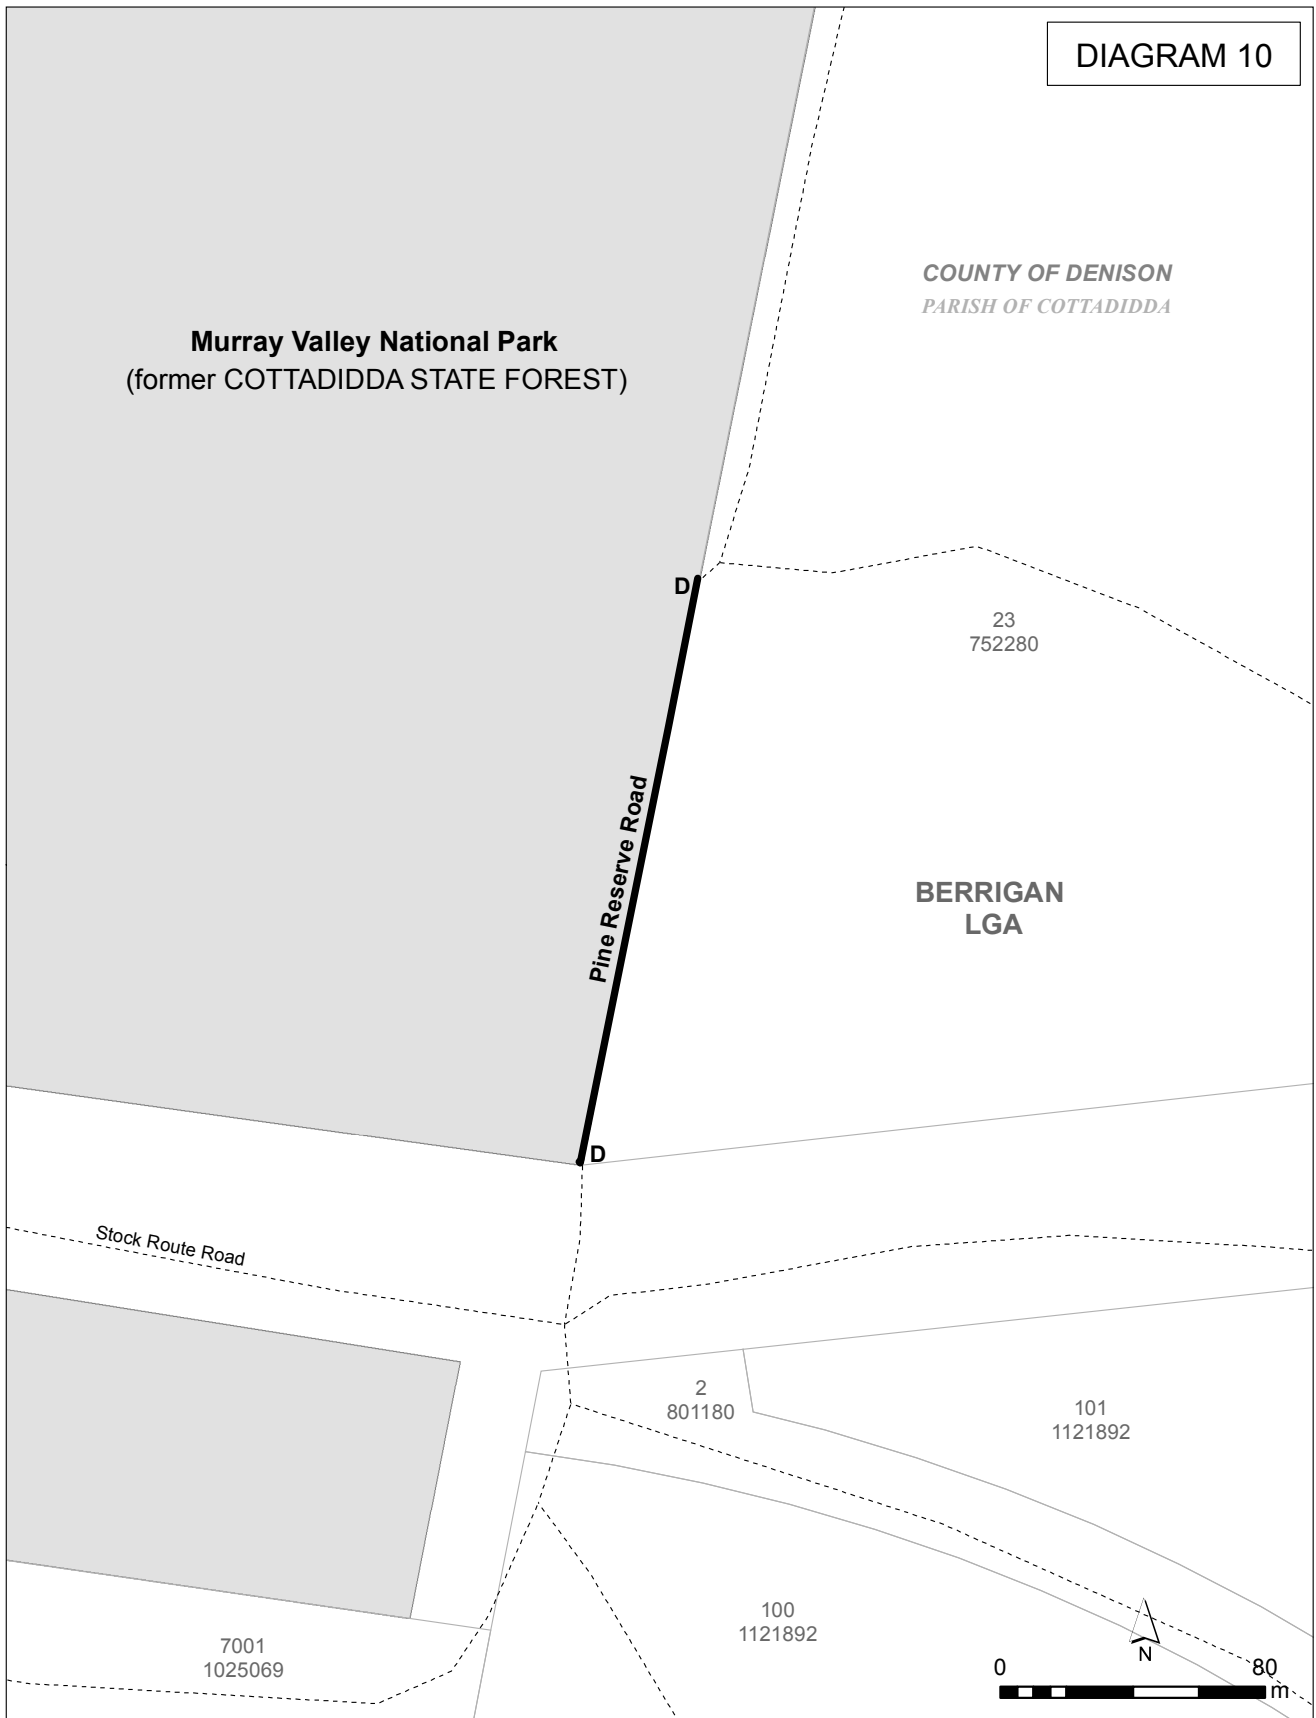 DIAGRAM 10
COUNTY OF DENISON
PARISH OF COTTADIDDA
Murray Valley National Park
(former COTTADIDDA STATE FOREST)
D
23
752280
Pine Reserve Road
BERRIGAN
LGA
D
Stock Route Road
2
801180
101
1121892
100
1121892
7001
1025069
N
0 80
m